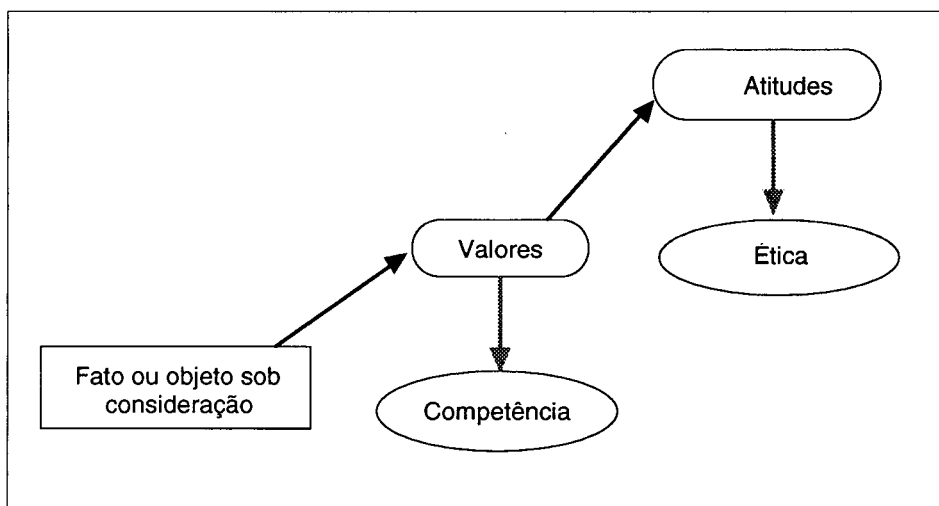 Atitudes
Valores
Ética
Fato ou objeto sob
consideração
Competência